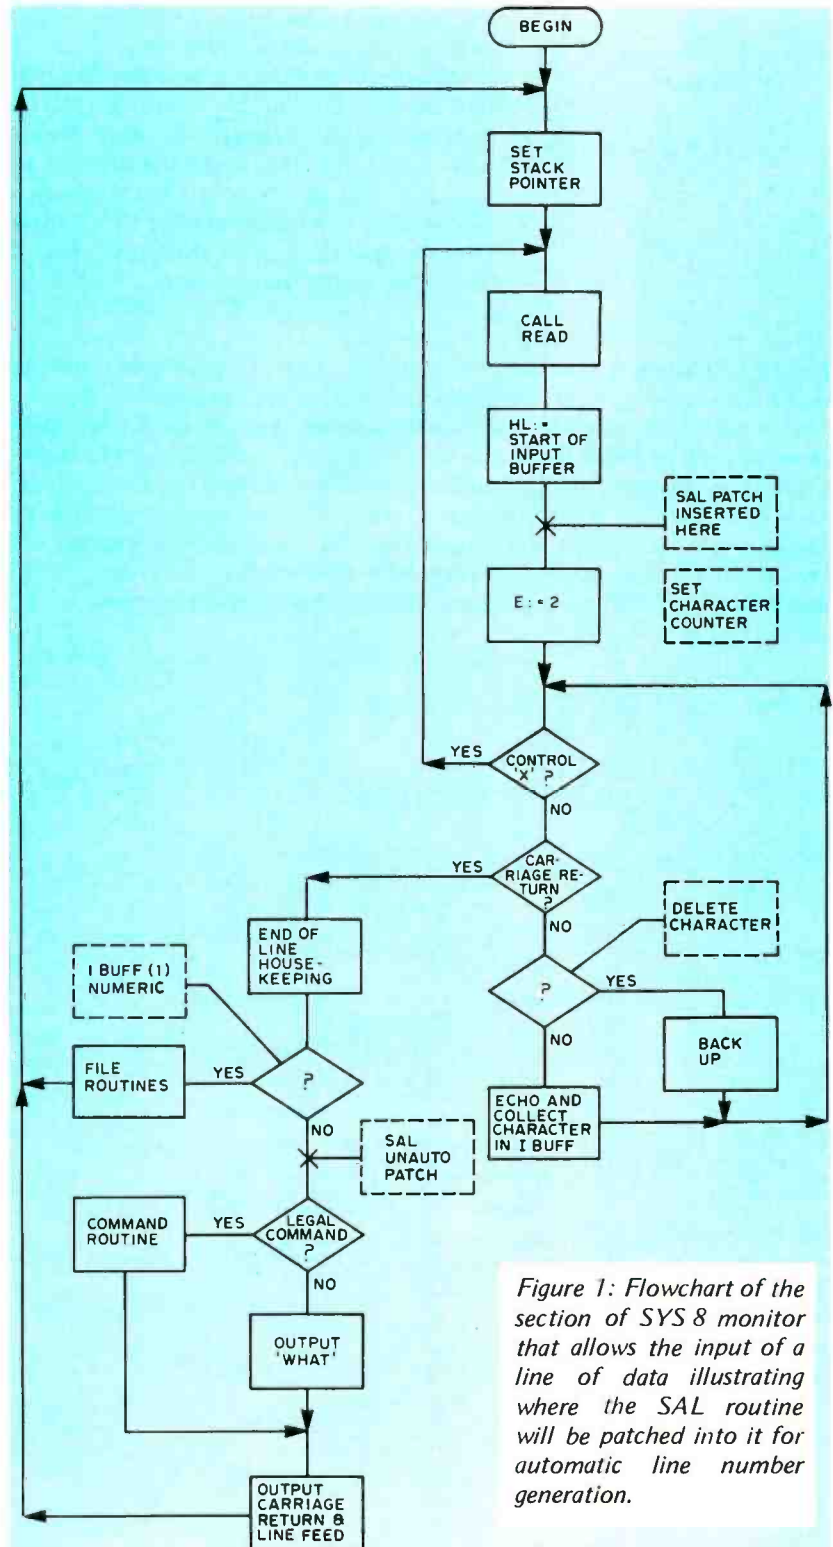 BEGIN
SET
STACK
POINTER
CALL
READ
HL:=
START OF
INPUT
BUFFER
SAL PATCH
INSERTED
HERE
E:=2
SET
CHARACTER
COUNTER
YES
CONTROL
'X' ?
NO
YES
CAR-
RIAGE RE-
TURN
?
NO
DELETE
CHARACTER
END OF
LINE
HOUSE-
KEEPING
I BUFF (1)
NUMERIC
?
YES
NO
BACK
UP
FILE
ROUTINES
YES
?
NO
ECHO AND
COLLECT
CHARACTER
IN I BUFF
SAL
UNAUTO
PATCH
COMMAND
ROUTINE
YES
LEGAL
COMMAND
?
NO
OUTPUT
'WHAT'
OUTPUT
CARRIAGE
RETURN &
LINE FEED
Figure 1: Flowchart of the
section of SYS 8 monitor
that allows the input of a
line of data illustrating
where the SAL routine
will be patched into it for
automatic line number
generation.